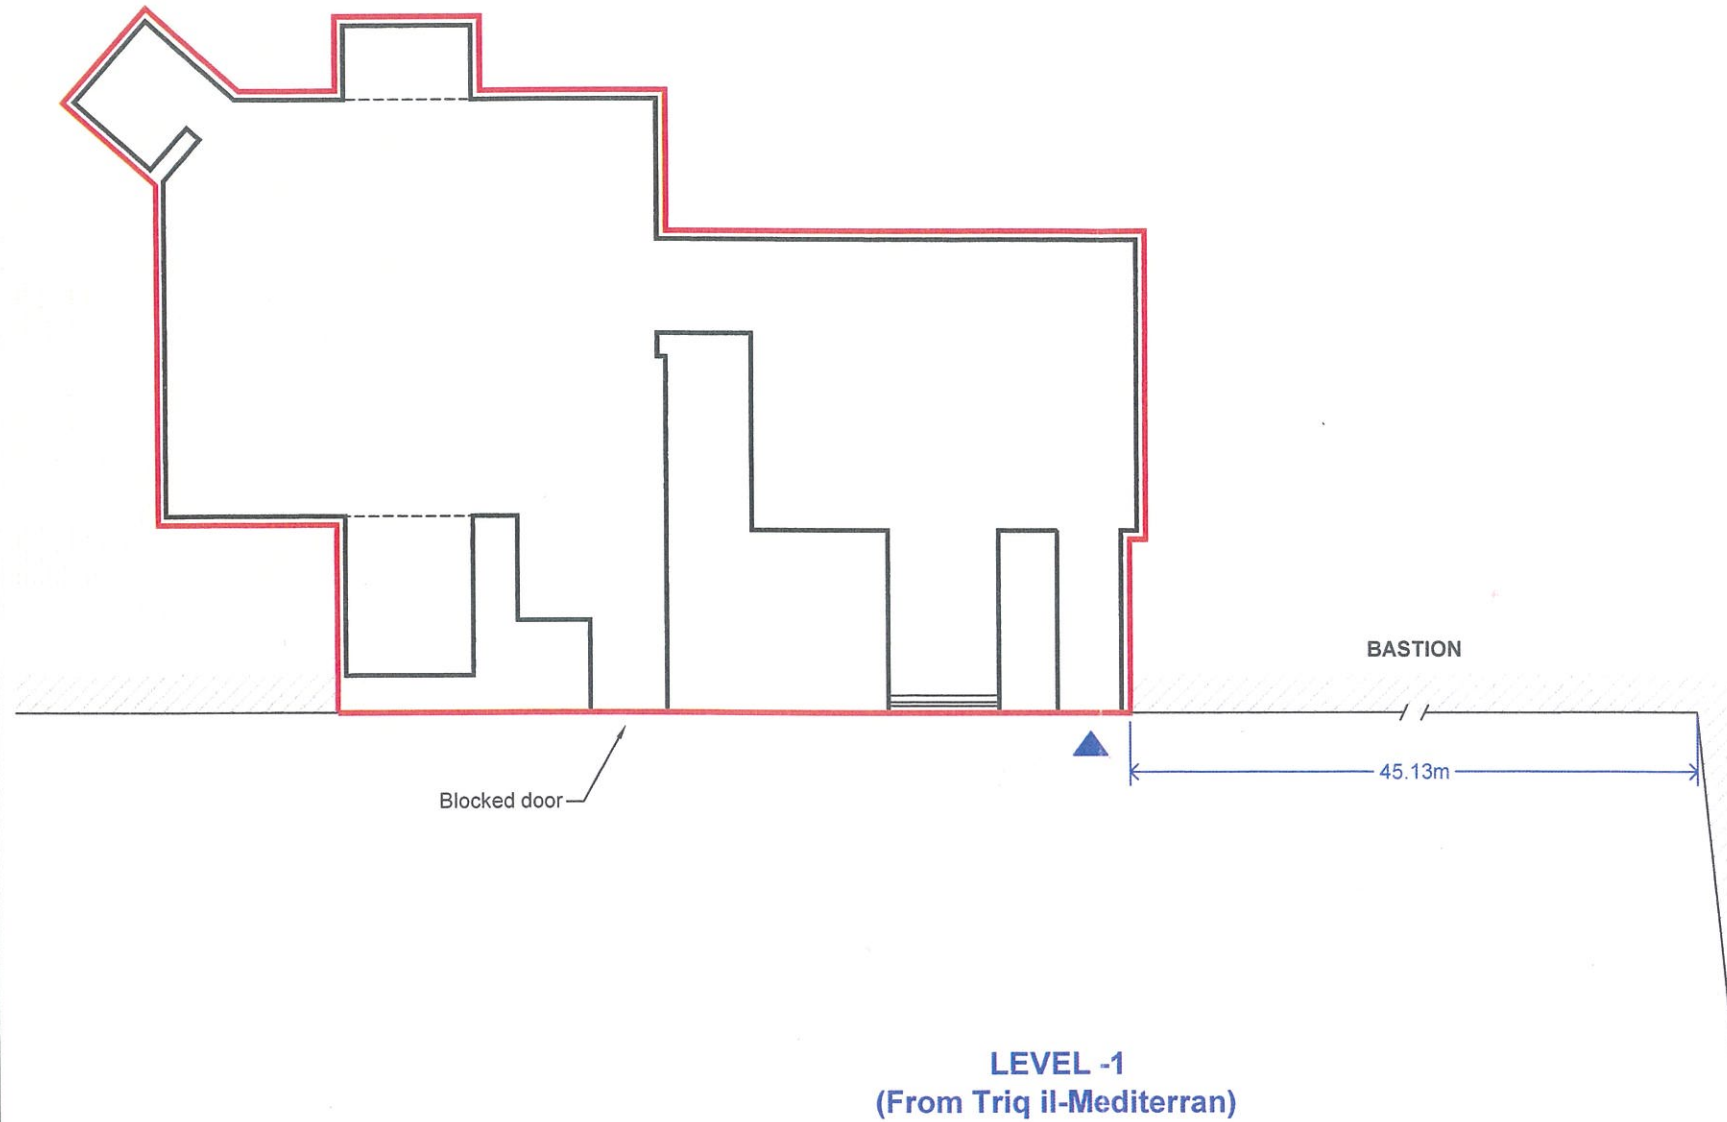 BASTION
45.13m
Blocked door
LEVEL -1
(From Triq il-Mediterran)